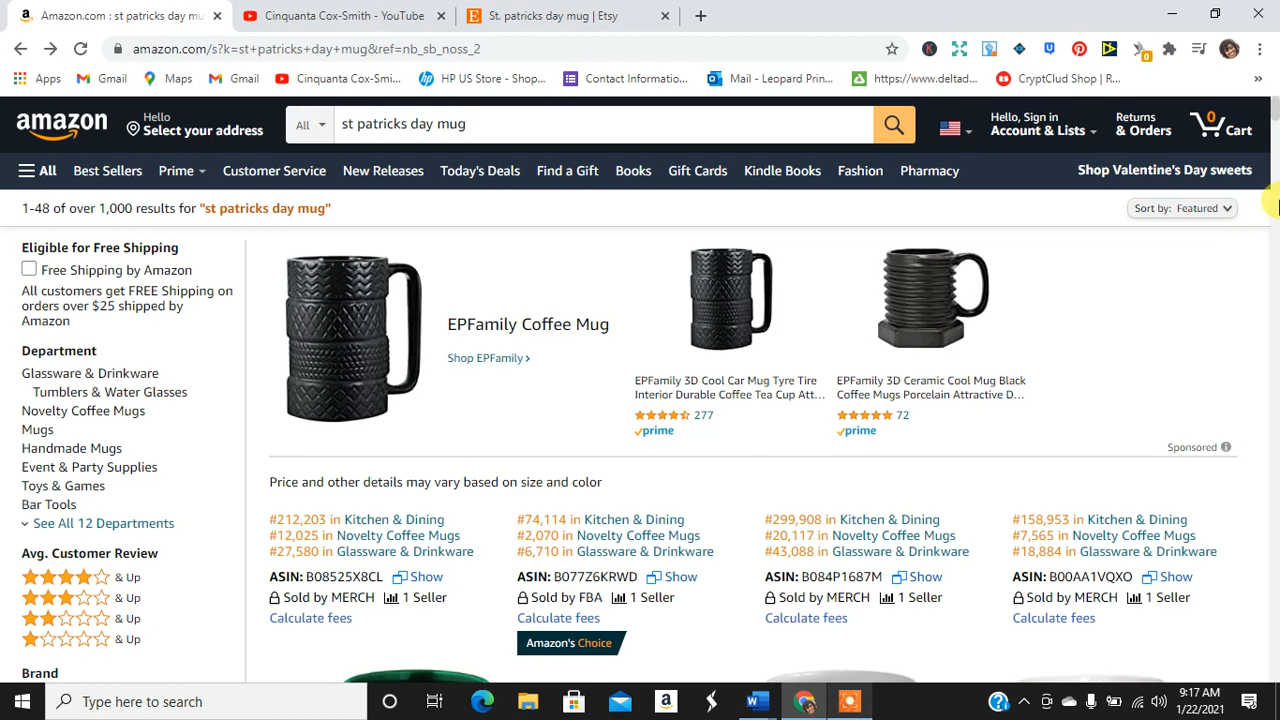 Amazon.com : st patricks day mu
Cinquanta Cox-Smith - YouTube
St. patricks day mug | Etsy
amazon.com/s?k=st+patricks+day+mug&ref=nb_sb_noss_2
Apps
Gmail
Maps
Gmail
Cinquanta Cox-Smi...
HP US Store - Shop...
Contact Informatio...
Mail - Leopard Prin...
https://www.deltad...
CryptClud Shop | R...
amazon
Hello
Select your address
All
st patricks day mug
Hello, Sign in
Account & Lists
Returns
& Orders
0
Cart
All
Best Sellers
Prime
Customer Service
New Releases
Today's Deals
Find a Gift
Books
Gift Cards
Kindle Books
Fashion
Pharmacy
Shop Valentine's Day sweets
1-48 of over 1,000 results for "st patricks day mug"
Sort by: Featured
Eligible for Free Shipping
Free Shipping by Amazon
All customers get FREE Shipping on
orders over $25 shipped by
Amazon
Department
Glassware & Drinkware
Tumblers & Water Glasses
Novelty Coffee Mugs
Mugs
Handmade Mugs
Event & Party Supplies
Toys & Games
Bar Tools
See All 12 Departments
Avg. Customer Review
& Up
& Up
& Up
& Up
Brand
EPFamily Coffee Mug
Shop EPFamily ›
EPFamily 3D Cool Car Mug Tyre Tire
Interior Durable Coffee Tea Cup Att...
277
prime
EPFamily 3D Ceramic Cool Mug Black
Coffee Mugs Porcelain Attractive D...
72
prime
Sponsored
Price and other details may vary based on size and color
#212,203 in Kitchen & Dining
#12,025 in Novelty Coffee Mugs
#27,580 in Glassware & Drinkware
ASIN: B08525X8CL Show
Sold by MERCH 1 Seller
Calculate fees
#74,114 in Kitchen & Dining
#2,070 in Novelty Coffee Mugs
#6,710 in Glassware & Drinkware
ASIN: B077Z6KRWD Show
Sold by FBA 1 Seller
Calculate fees
Amazon's Choice
#299,908 in Kitchen & Dining
#20,117 in Novelty Coffee Mugs
#43,088 in Glassware & Drinkware
ASIN: B084P1687M Show
Sold by MERCH 1 Seller
Calculate fees
#158,953 in Kitchen & Dining
#7,565 in Novelty Coffee Mugs
#18,884 in Glassware & Drinkware
ASIN: B00AA1VQXO Show
Sold by MERCH 1 Seller
Calculate fees
Type here to search
9:17 AM
1/22/2021